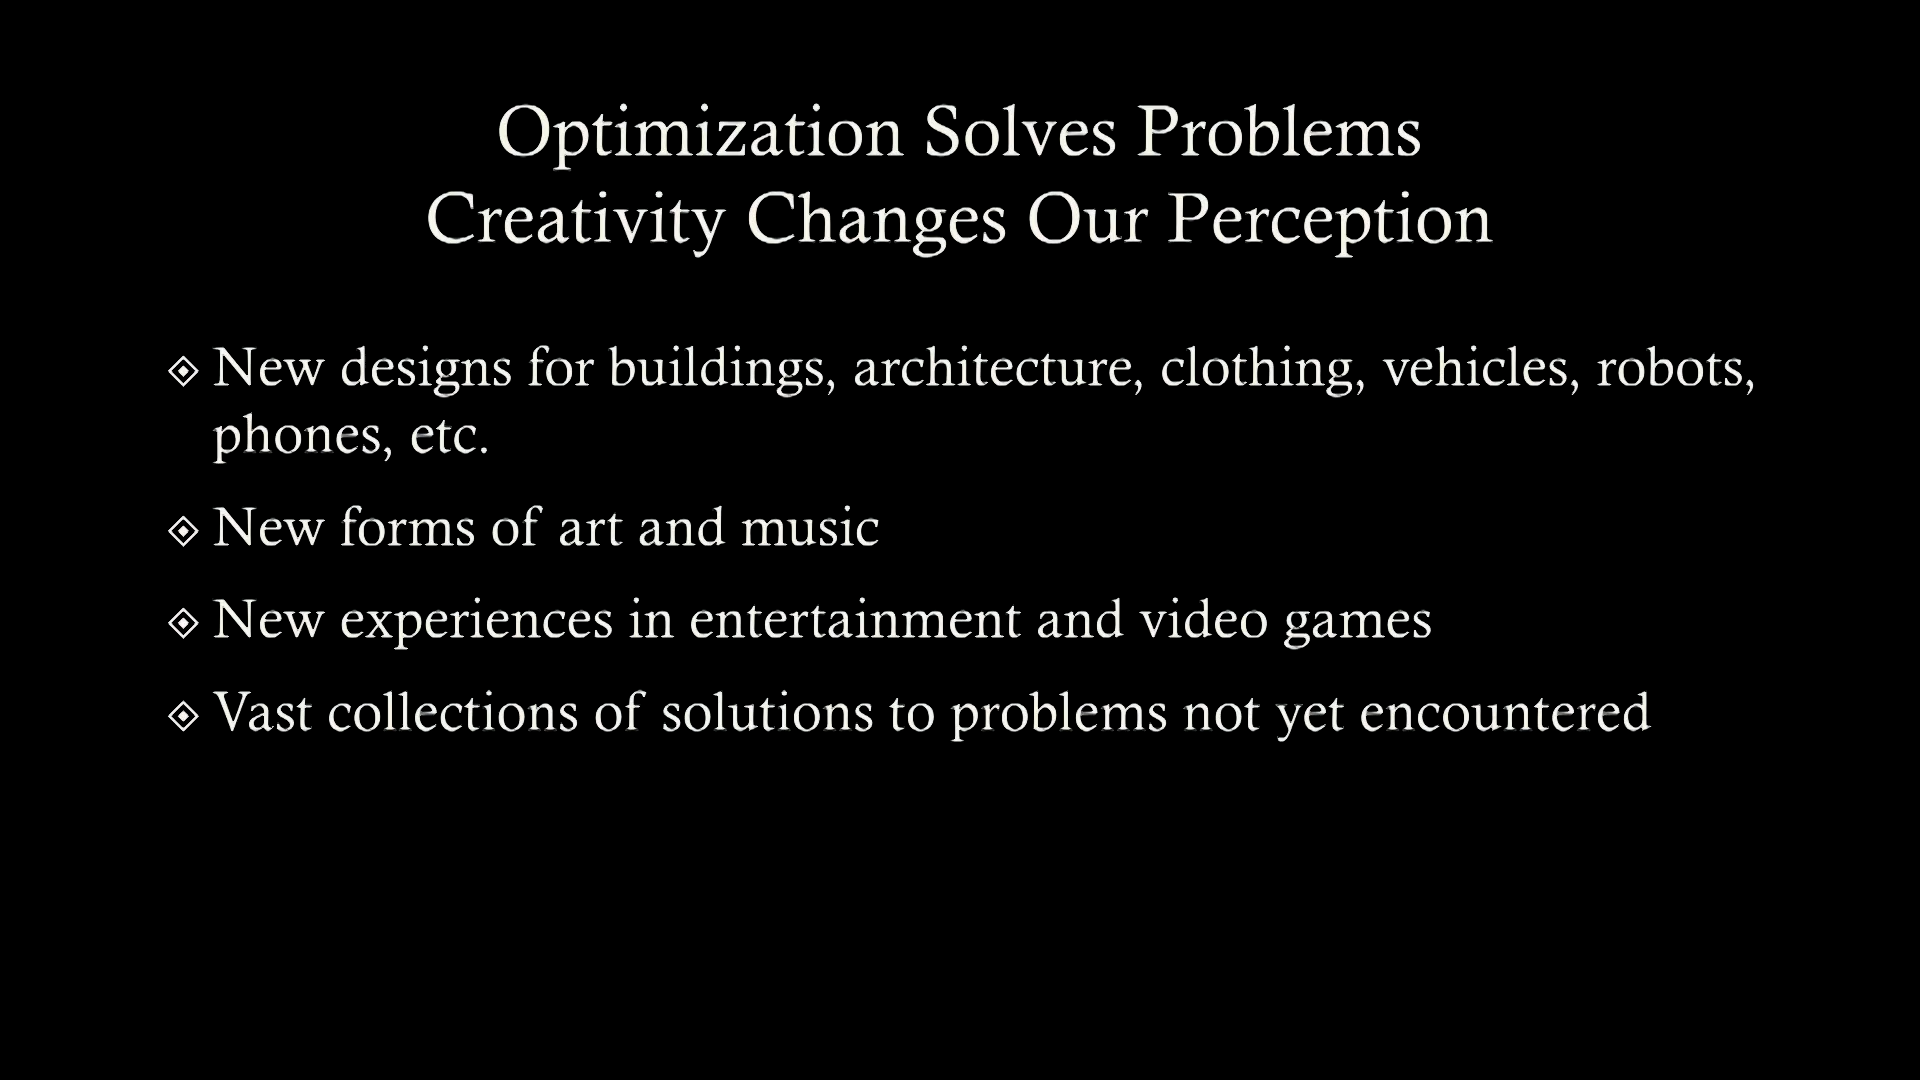 Optimization Solves Problems
Creativity Changes Our Perception
New designs for buildings, architecture, clothing, vehicles, robots,
phones, etc.
New forms of art and music
New experiences in entertainment and video games
Vast collections of solutions to problems not yet encountered